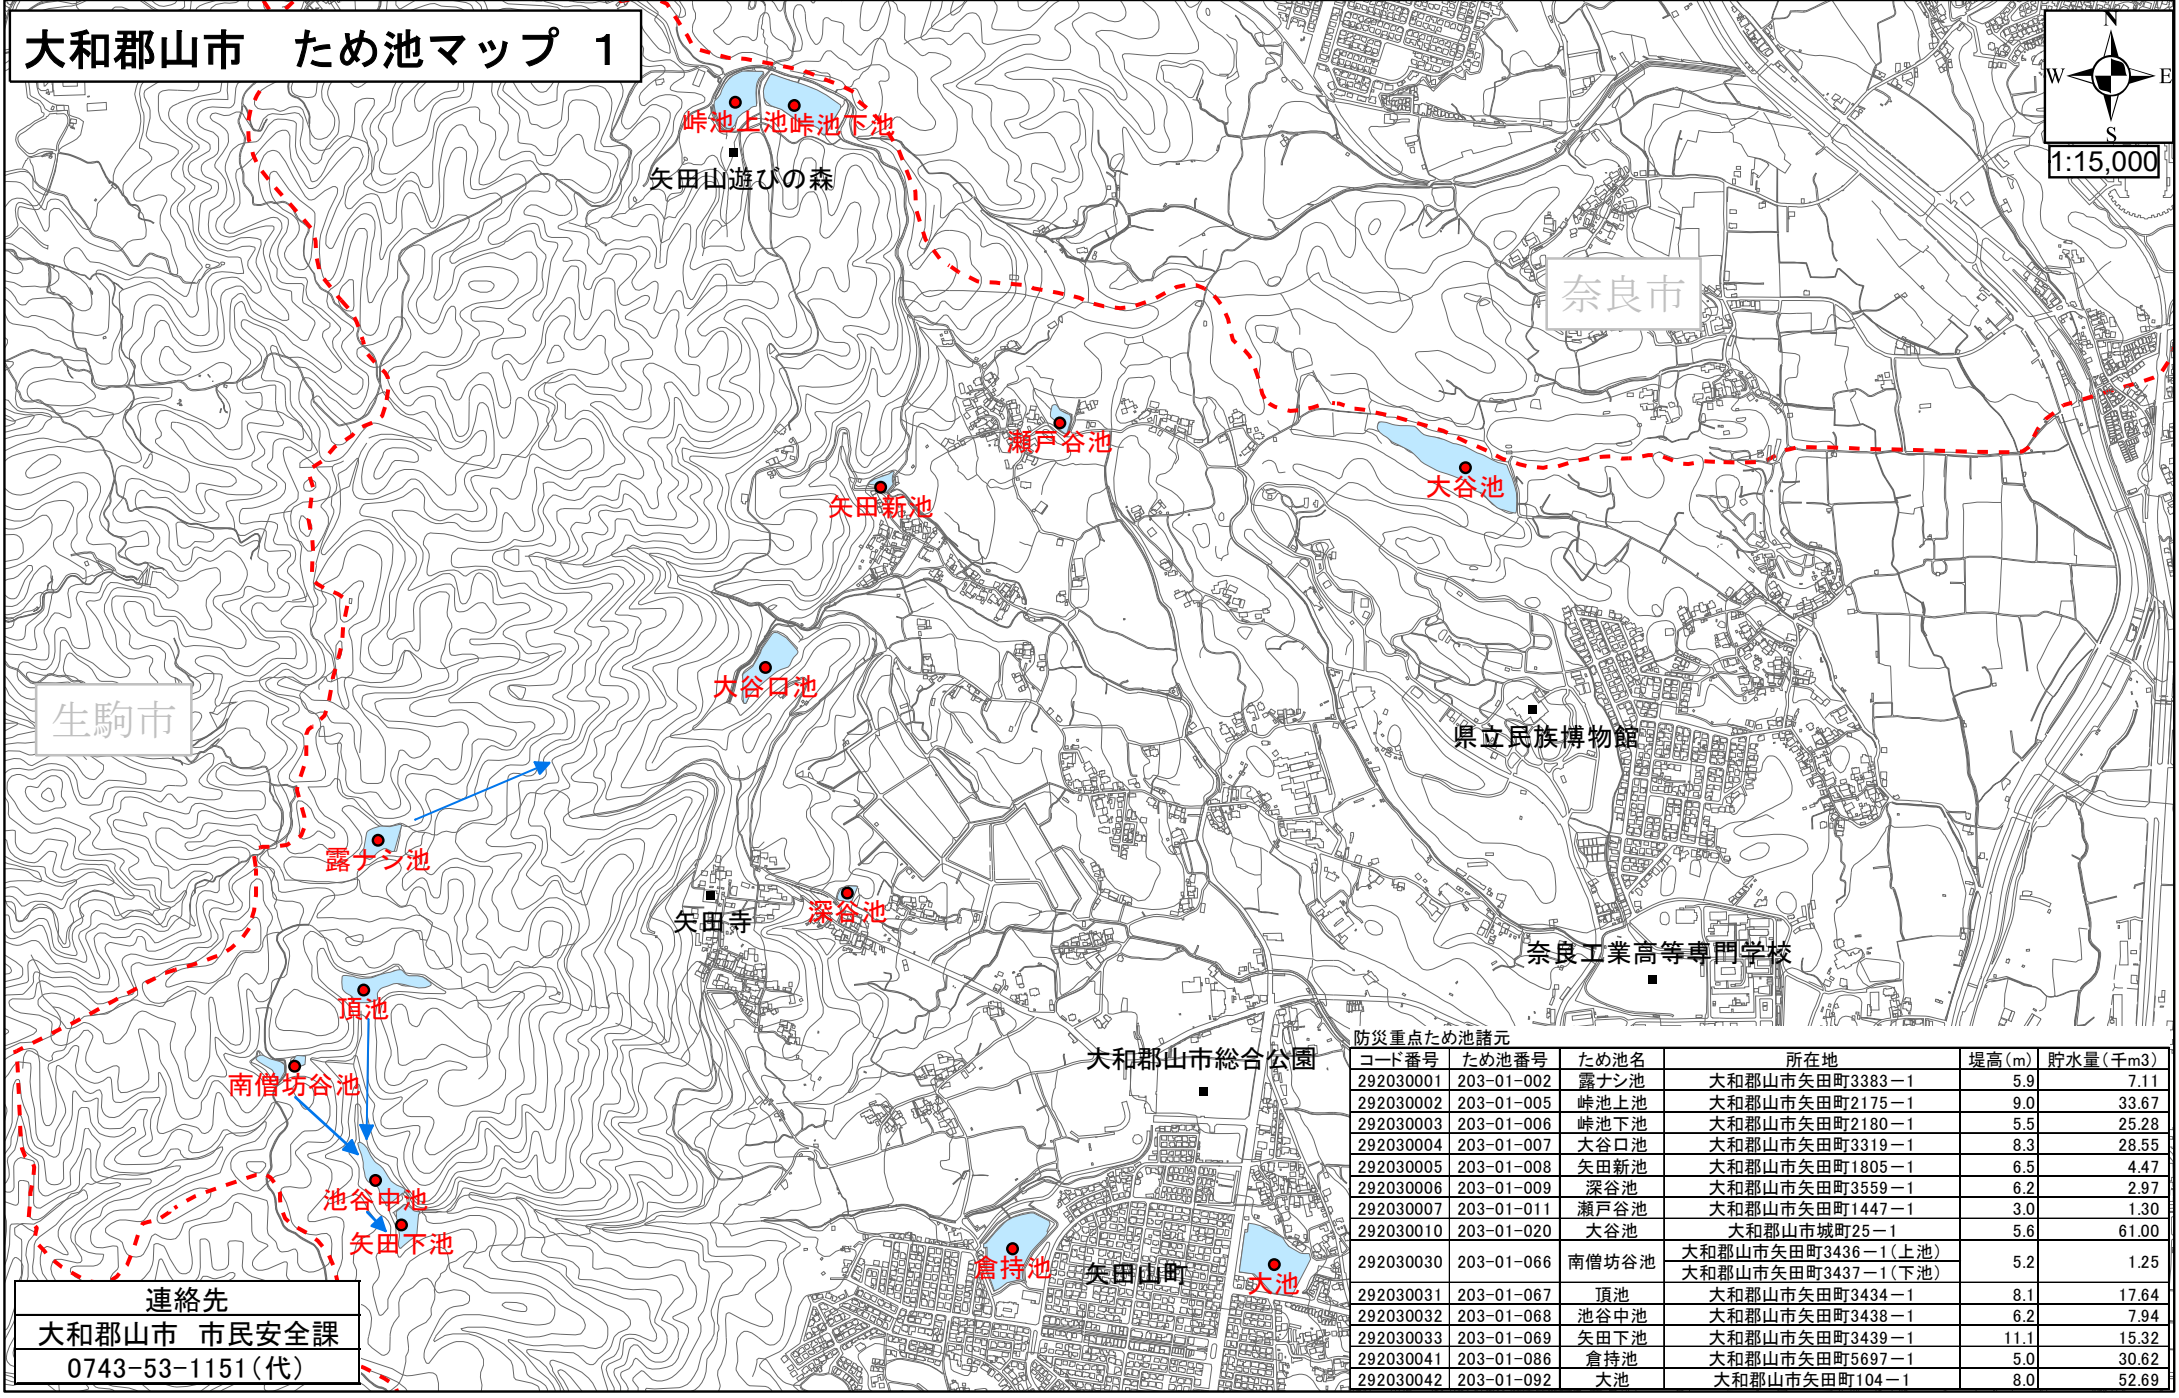 大和郡山市　ため池マップ　1
N
W
E
S
1:15,000
峠池上池
峠池下池
矢田山遊びの森
奈良市
瀬戸谷池
大谷池
矢田新池
大谷口池
生駒市
県立民族博物館
露ナシ池
矢田寺
深谷池
奈良工業高等専門学校
頂池
大和郡山市総合公園
南僧坊谷池
池谷中池
矢田下池
倉持池
矢田山町
大池
連絡先
大和郡山市　市民安全課
0743-53-1151(代)
防災重点ため池諸元
コード番号 ため池番号 ため池名 所在地 堤高(m) 貯水量(千m3)
292030001 203-01-002 露ナシ池 大和郡山市矢田町3383－1 5.9 7.11
292030002 203-01-005 峠池上池 大和郡山市矢田町2175－1 9.0 33.67
292030003 203-01-006 峠池下池 大和郡山市矢田町2180－1 5.5 25.28
292030004 203-01-007 大谷口池 大和郡山市矢田町3319－1 8.3 28.55
292030005 203-01-008 矢田新池 大和郡山市矢田町1805－1 6.5 4.47
292030006 203-01-009 深谷池 大和郡山市矢田町3559－1 6.2 2.97
292030007 203-01-011 瀬戸谷池 大和郡山市矢田町1447－1 3.0 1.30
292030010 203-01-020 大谷池 大和郡山市城町25－1 5.6 61.00
292030030 203-01-066 南僧坊谷池 大和郡山市矢田町3436－1(上池) 5.2 1.25
大和郡山市矢田町3437－1(下池)
292030031 203-01-067 頂池 大和郡山市矢田町3434－1 8.1 17.64
292030032 203-01-068 池谷中池 大和郡山市矢田町3438－1 6.2 7.94
292030033 203-01-069 矢田下池 大和郡山市矢田町3439－1 11.1 15.32
292030041 203-01-086 倉持池 大和郡山市矢田町5697－1 5.0 30.62
292030042 203-01-092 大池 大和郡山市矢田町104－1 8.0 52.69